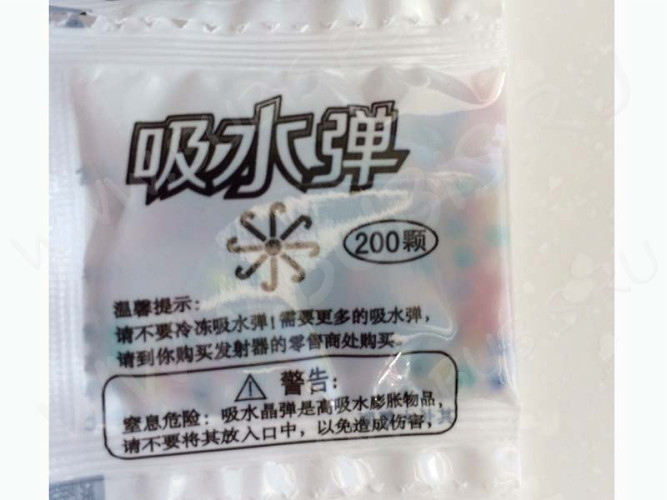 吸水弹
200颗
温馨提示:
请不要冷冻吸水弹!需要更多的吸水弹,
请到你购买发射器的零售商处购买。
警告:
窒息危险:吸水晶弹是高吸水膨胀物品,
请不要将其放入口中,以免造成伤害,